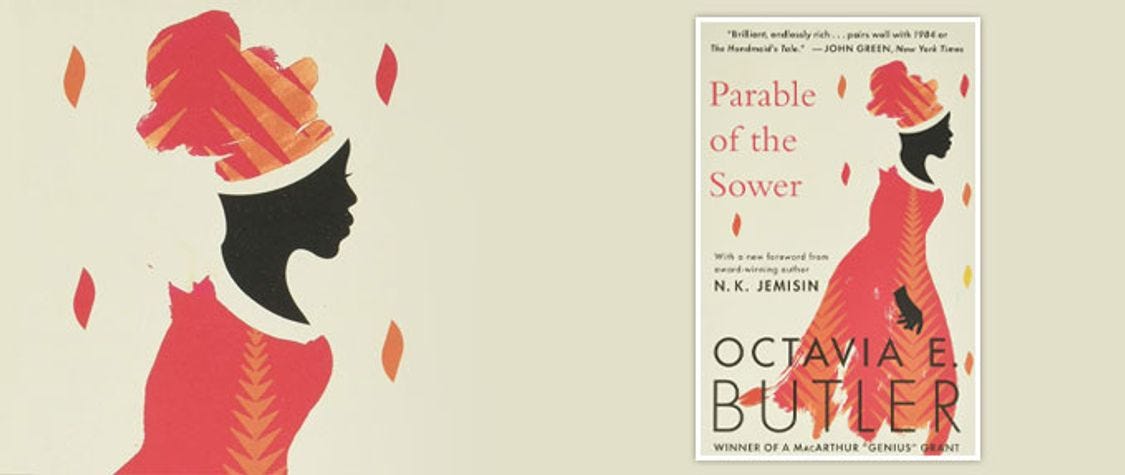 "Brilliant, endlessly rich . . . pairs well with 1984 or
The Handmaid's Tale." —JOHN GREEN, New York Times
Parable
of the
Sower
With a new foreword from
award-winning author
N. K. JEMISIN
OCTAVIA E.
BUTLER
WINNER OF A MACARTHUR "GENIUS" GRANT